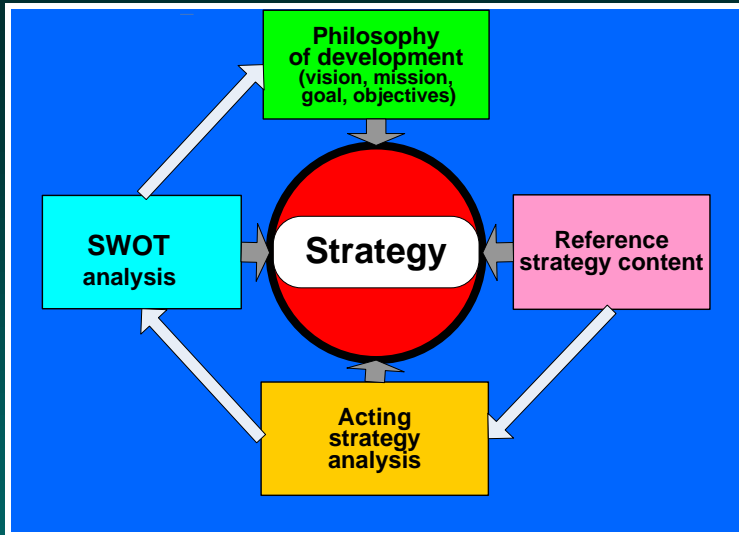 Philosophy
of development
(vision, mission,
goal, objectives)
SWOT
analysis
Strategy
Reference
strategy content
Acting
strategy
analysis